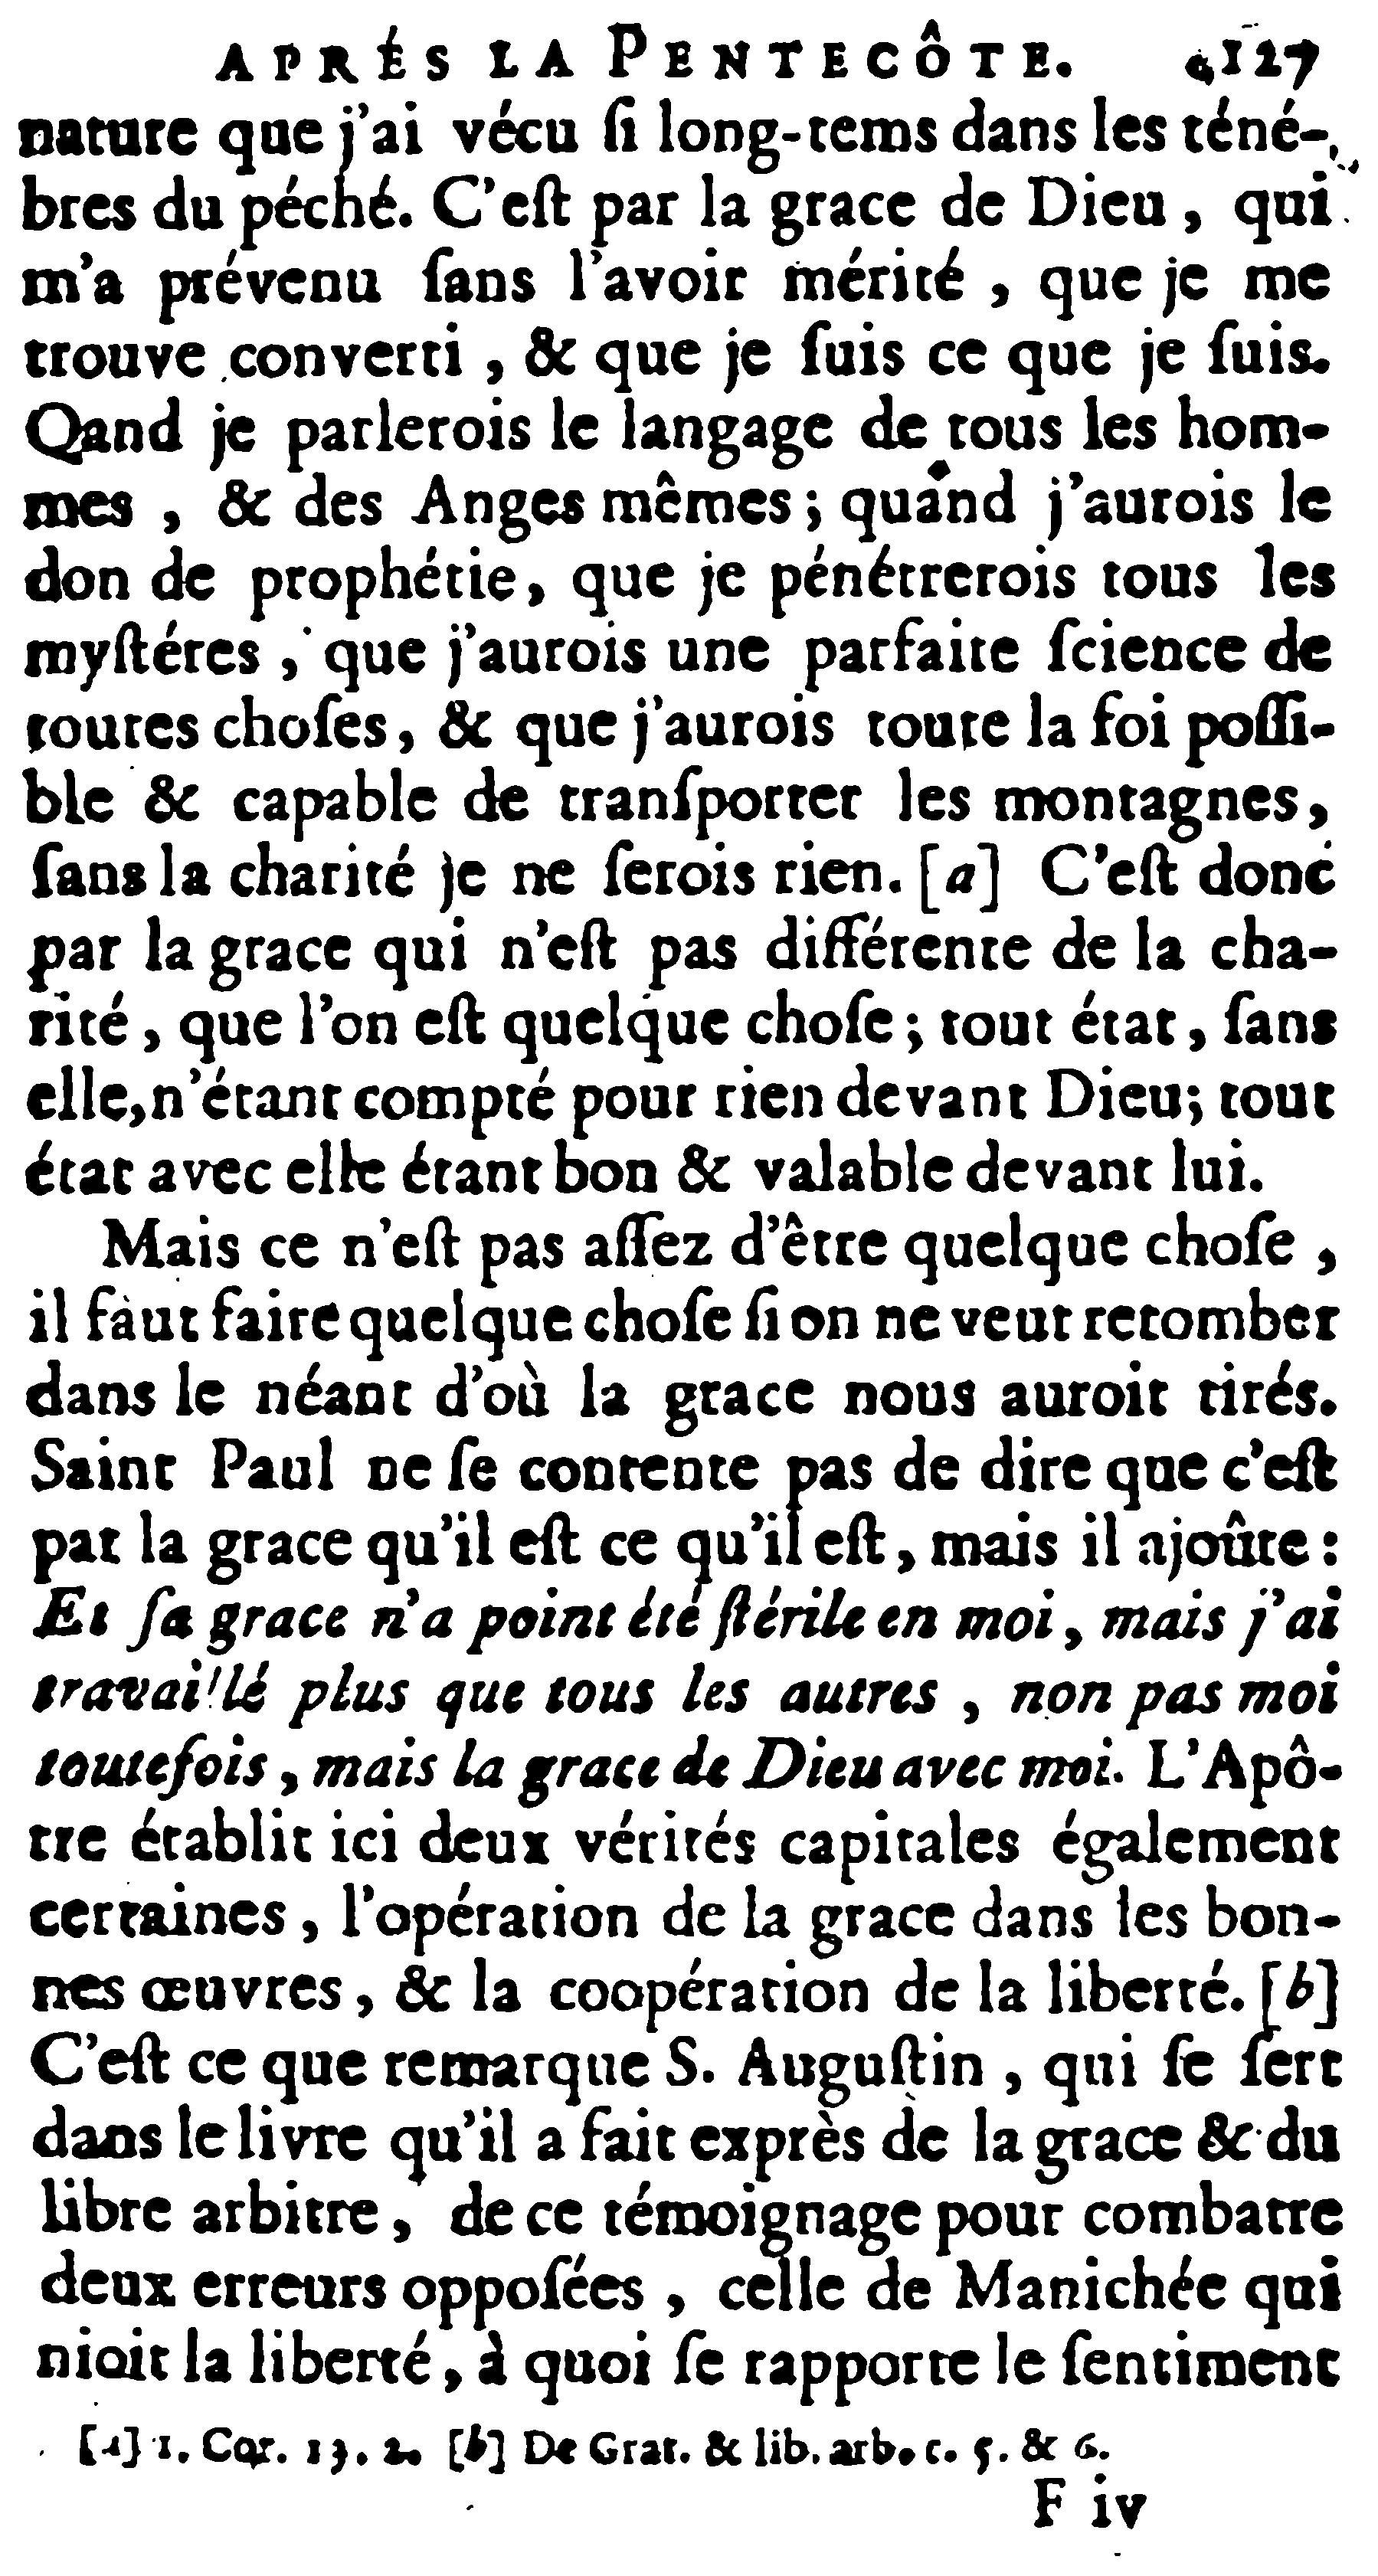 APRÉS LA PENTECÔTE. 127
nature que j'ai vécu ſi long-tems dans les téné-
bres du péché. C'eſt par la grace de Dieu, qui
m'a prévenu ſans l'avoir mérité, que je me
trouve converti, & que je ſuis ce que je ſuis.
Qand je parlerois le langage de tous les hom-
mes, & des Anges mêmes; quand j'aurois le
don de prophétie, que je pénétrerois tous les
myſtéres, que j'aurois une parfaite ſcience de
toutes choſes, & que j'aurois toute la foi poſſi-
ble & capable de tranſporter les montagnes,
ſans la charité je ne ſerois rien. [a] C'eſt donc
par la grace qui n'eſt pas différente de la cha-
rité, que l'on eſt quelque choſe; tout état, ſans
elle, n'étant compté pour rien devant Dieu; tout
état avec elle étant bon & valable devant lui.
Mais ce n'eſt pas aſſez d'être quelque choſe,
il faut faire quelque choſe ſi on ne veut retomber
dans le néant d'où la grace nous auroit tirés.
Saint Paul ne ſe contente pas de dire que c'eſt
par la grace qu'il eſt ce qu'il eſt, mais il ajoûte:
Et ſa grace n'a point été ſtérile en moi, mais j'ai
travaillé plus que tous les autres, non pas moi
toutefois, mais la grace de Dieu avec moi. L'Apô-
tre établit ici deux vérités capitales également
certaines, l'opération de la grace dans les bon-
nes œuvres, & la coopération de la liberté. [b]
C'eſt ce que remarque S. Auguſtin, qui ſe ſert
dans le livre qu'il a fait exprès de la grace & du
libre arbitre, de ce témoignage pour combatre
deux erreurs oppoſées, celle de Manichée qui
nioit la liberté, à quoi ſe rapporte le ſentiment
[a] 1. Cor. 13. 2. [b] De Grat. & lib. arb. c. 5. & 6.
F iv